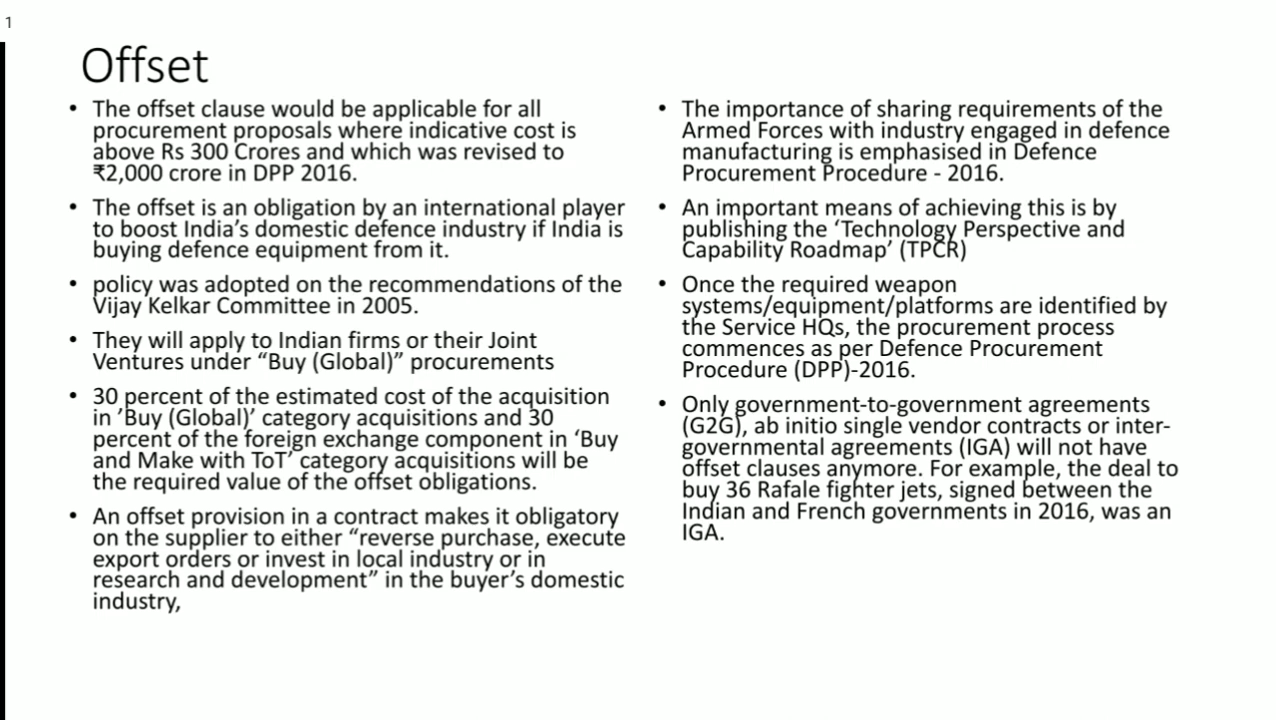 1
Offset
• The offset clause would be applicable for all
procurement proposals where indicative cost is
above Rs 300 Crores and which was revised to
₹2,000 crore in DPP 2016.
• The offset is an obligation by an international player
to boost India’s domestic defence industry if India is
buying defence equipment from it.
• policy was adopted on the recommendations of the
Vijay Kelkar Committee in 2005.
• They will apply to Indian firms or their Joint
Ventures under “Buy (Global)” procurements
• 30 percent of the estimated cost of the acquisition
in ’Buy (Global)’ category acquisitions and 30
percent of the foreign exchange component in ‘Buy
and Make with ToT’ category acquisitions will be
the required value of the offset obligations.
• An offset provision in a contract makes it obligatory
on the supplier to either “reverse purchase, execute
export orders or invest in local industry or in
research and development” in the buyer’s domestic
industry,
• The importance of sharing requirements of the
Armed Forces with industry engaged in defence
manufacturing is emphasised in Defence
Procurement Procedure - 2016.
• An important means of achieving this is by
publishing the ‘Technology Perspective and
Capability Roadmap’ (TPCR)
• Once the required weapon
systems/equipment/platforms are identified by
the Service HQs, the procurement process
commences as per Defence Procurement
Procedure (DPP)-2016.
• Only government-to-government agreements
(G2G), ab initio single vendor contracts or inter-
governmental agreements (IGA) will not have
offset clauses anymore. For example, the deal to
buy 36 Rafale fighter jets, signed between the
Indian and French governments in 2016, was an
IGA.